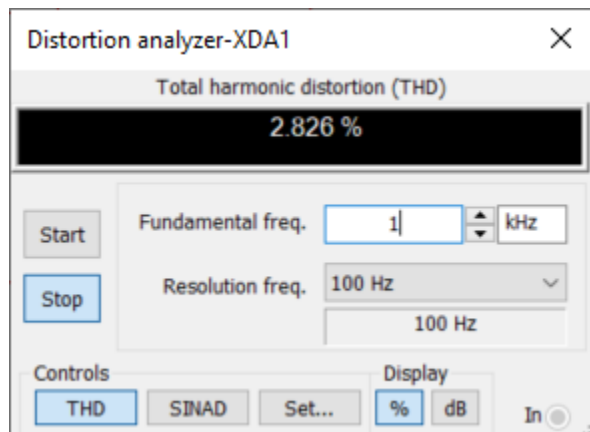 Distortion analyzer-XDA1
Total harmonic distortion (THD)
2.826 %
Start
Fundamental freq. 1 kHz
Stop
Resolution freq. 100 Hz
100 Hz
Controls Display
THD SINAD Set... % dB In